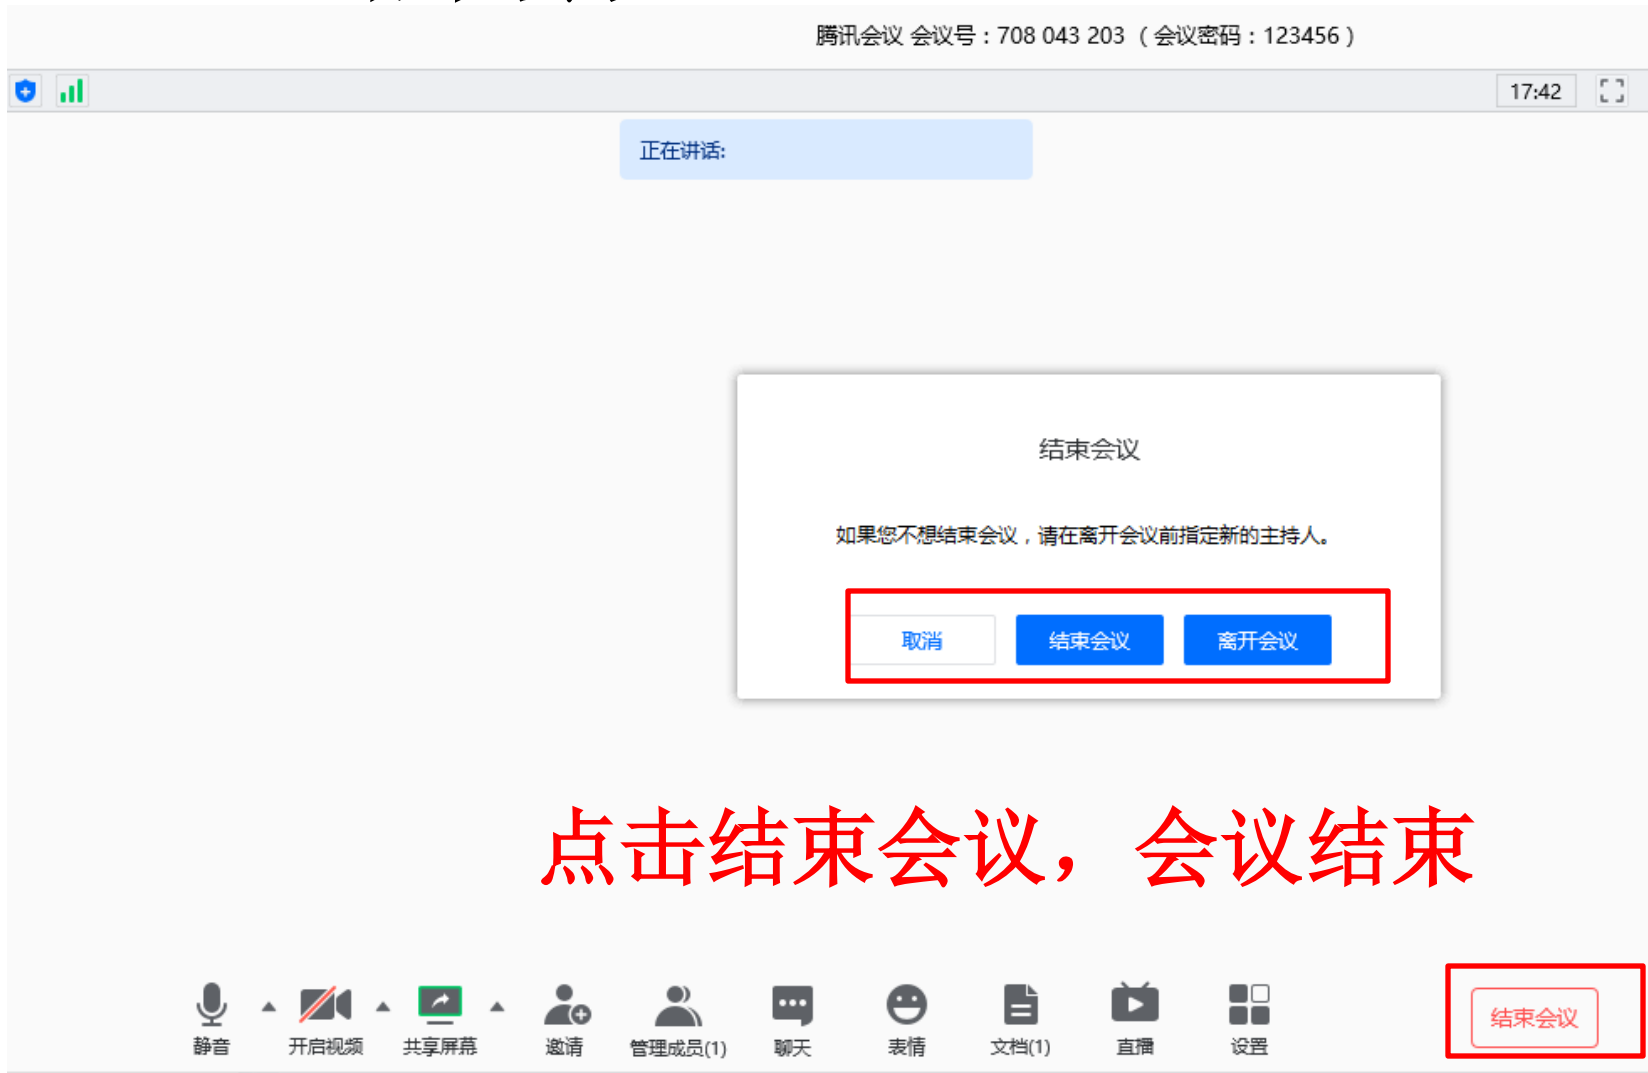 腾讯会议 会议号：708 043 203 （会议密码：123456）
17:42
正在讲话:
结束会议
如果您不想结束会议，请在离开会议前指定新的主持人。
取消 结束会议 离开会议
点击结束会议，会议结束
静音 开启视频 共享屏幕 邀请 管理成员(1) 聊天 表情 文档(1) 直播 设置 结束会议